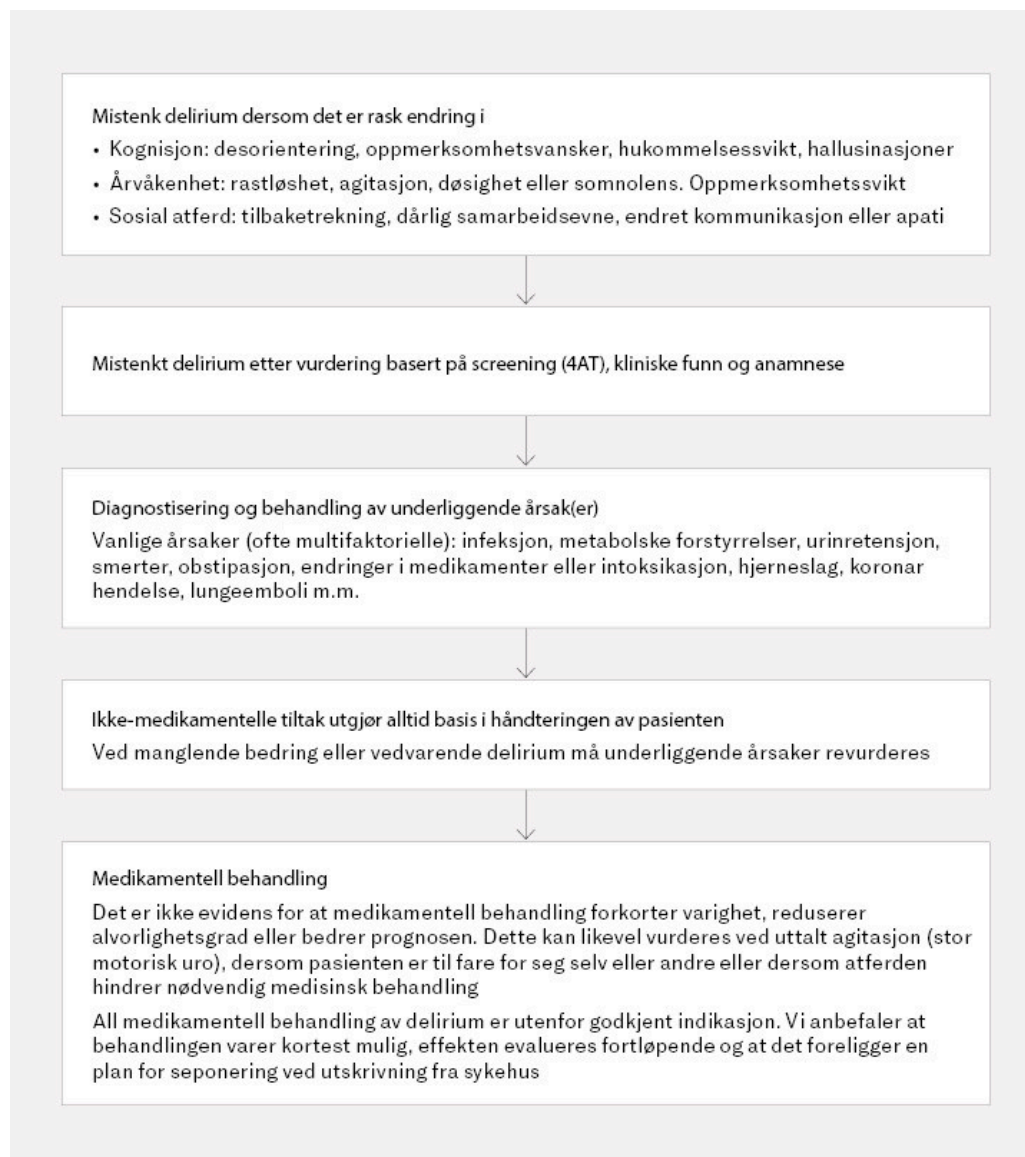 Mistenk delirium dersom det er rask endring i
• Kognisjon: desorientering, oppmerksomhetsvansker, hukommelsessvikt, hallusinasjoner
• Årvåkenhet: rastløshet, agitasjon, døsighet eller somnolens. Oppmerksomhetssvikt
• Sosial atferd: tilbaketrekning, dårlig samarbeidsevne, endret kommunikasjon eller apati
Mistenkt delirium etter vurdering basert på screening (4AT), kliniske funn og anamnese
Diagnostisering og behandling av underliggende årsak(er)
Vanlige årsaker (ofte multifaktorielle): infeksjon, metabolske forstyrrelser, urinretensjon,
smerter, obstipasjon, endringer i medikamenter eller intoksikasjon, hjerneslag, koronar
hendelse, lungeemboli m.m.
Ikke-medikamentelle tiltak utgjør alltid basis i håndteringen av pasienten
Ved manglende bedring eller vedvarende delirium må underliggende årsaker revurderes
Medikamentell behandling
Det er ikke evidens for at medikamentell behandling forkorter varighet, reduserer
alvorlighetsgrad eller bedrer prognosen. Dette kan likevel vurderes ved uttalt agitasjon (stor
motorisk uro), dersom pasienten er til fare for seg selv eller andre eller dersom atferden
hindrer nødvendig medisinsk behandling
All medikamentell behandling av delirium er utenfor godkjent indikasjon. Vi anbefaler at
behandlingen varer kortest mulig, effekten evalueres fortløpende og at det foreligger en
plan for seponering ved utskrivning fra sykehus